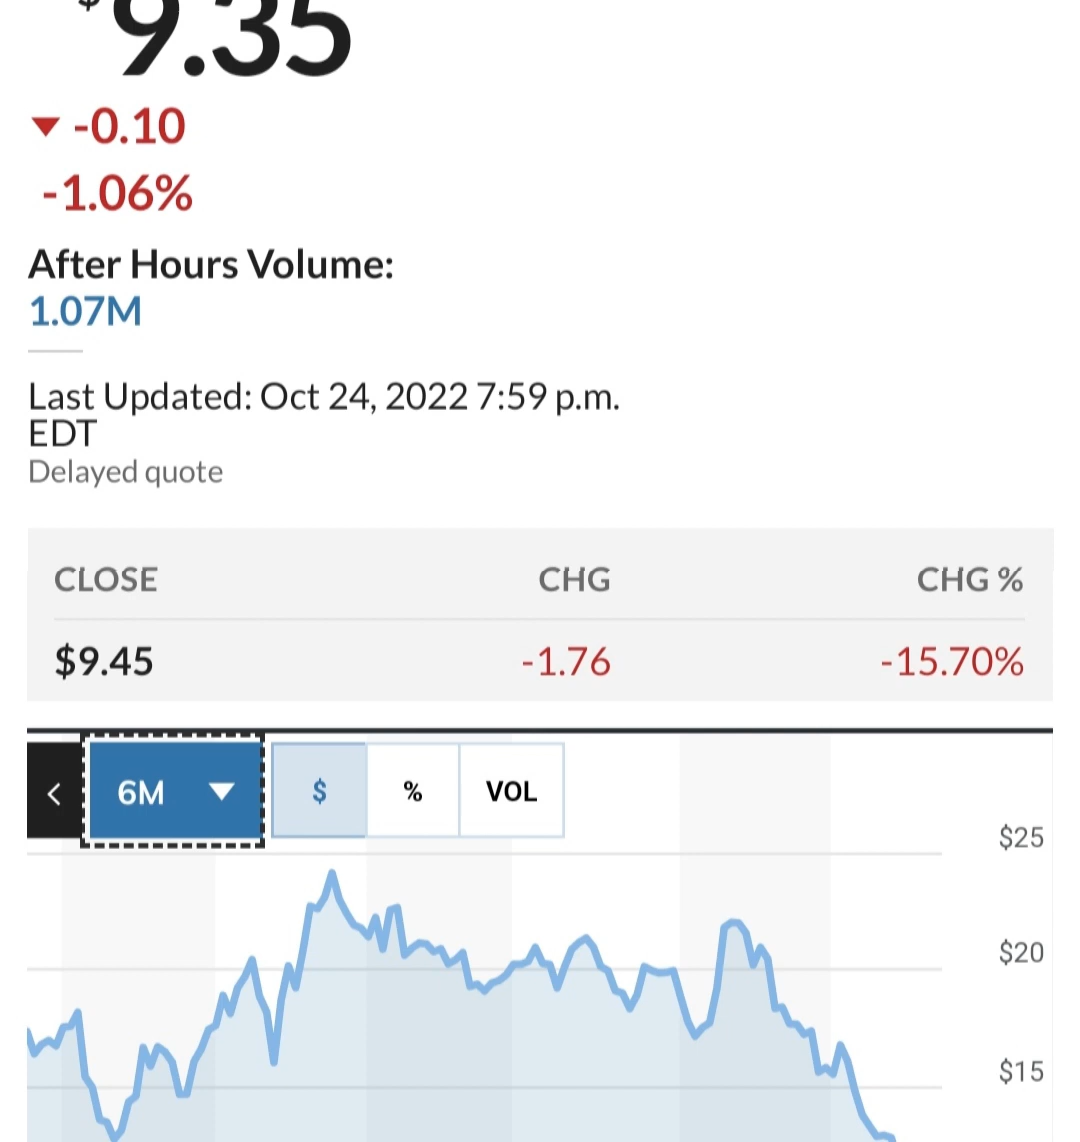 $9.35
-0.10
-1.06%
After Hours Volume:
1.07M
Last Updated: Oct 24, 2022 7:59 p.m.
EDT
Delayed quote
CLOSE CHG CHG %
$9.45 -1.76 -15.70%
6M $ % VOL
$25
$20
$15